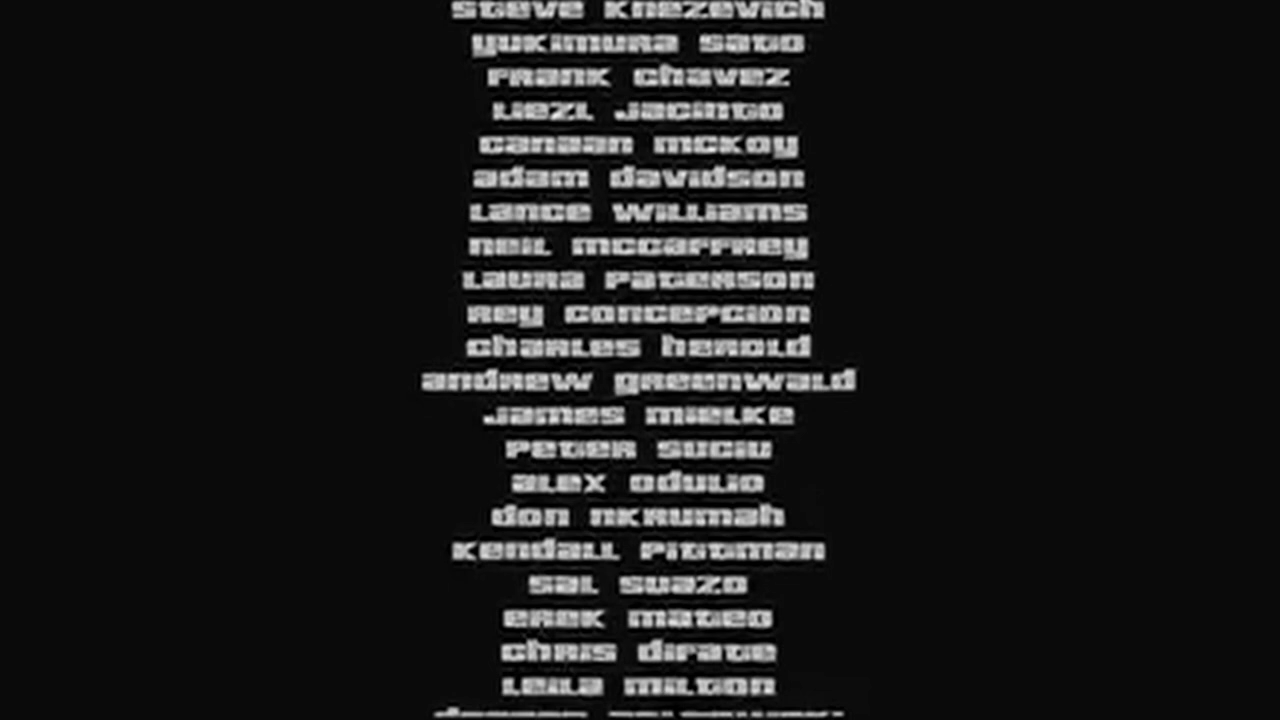 steve knezevich
yukimura sato
frank chavez
liezl jacinto
canaan mckoy
adam davidson
lance williams
neil mccaffrey
laura paterson
rey concepcion
charles herold
andrew greenwald
james mielke
peter suciu
alex odulio
don nkrumah
kendall pittman
sal suazo
erek mateo
chris difate
leila milton